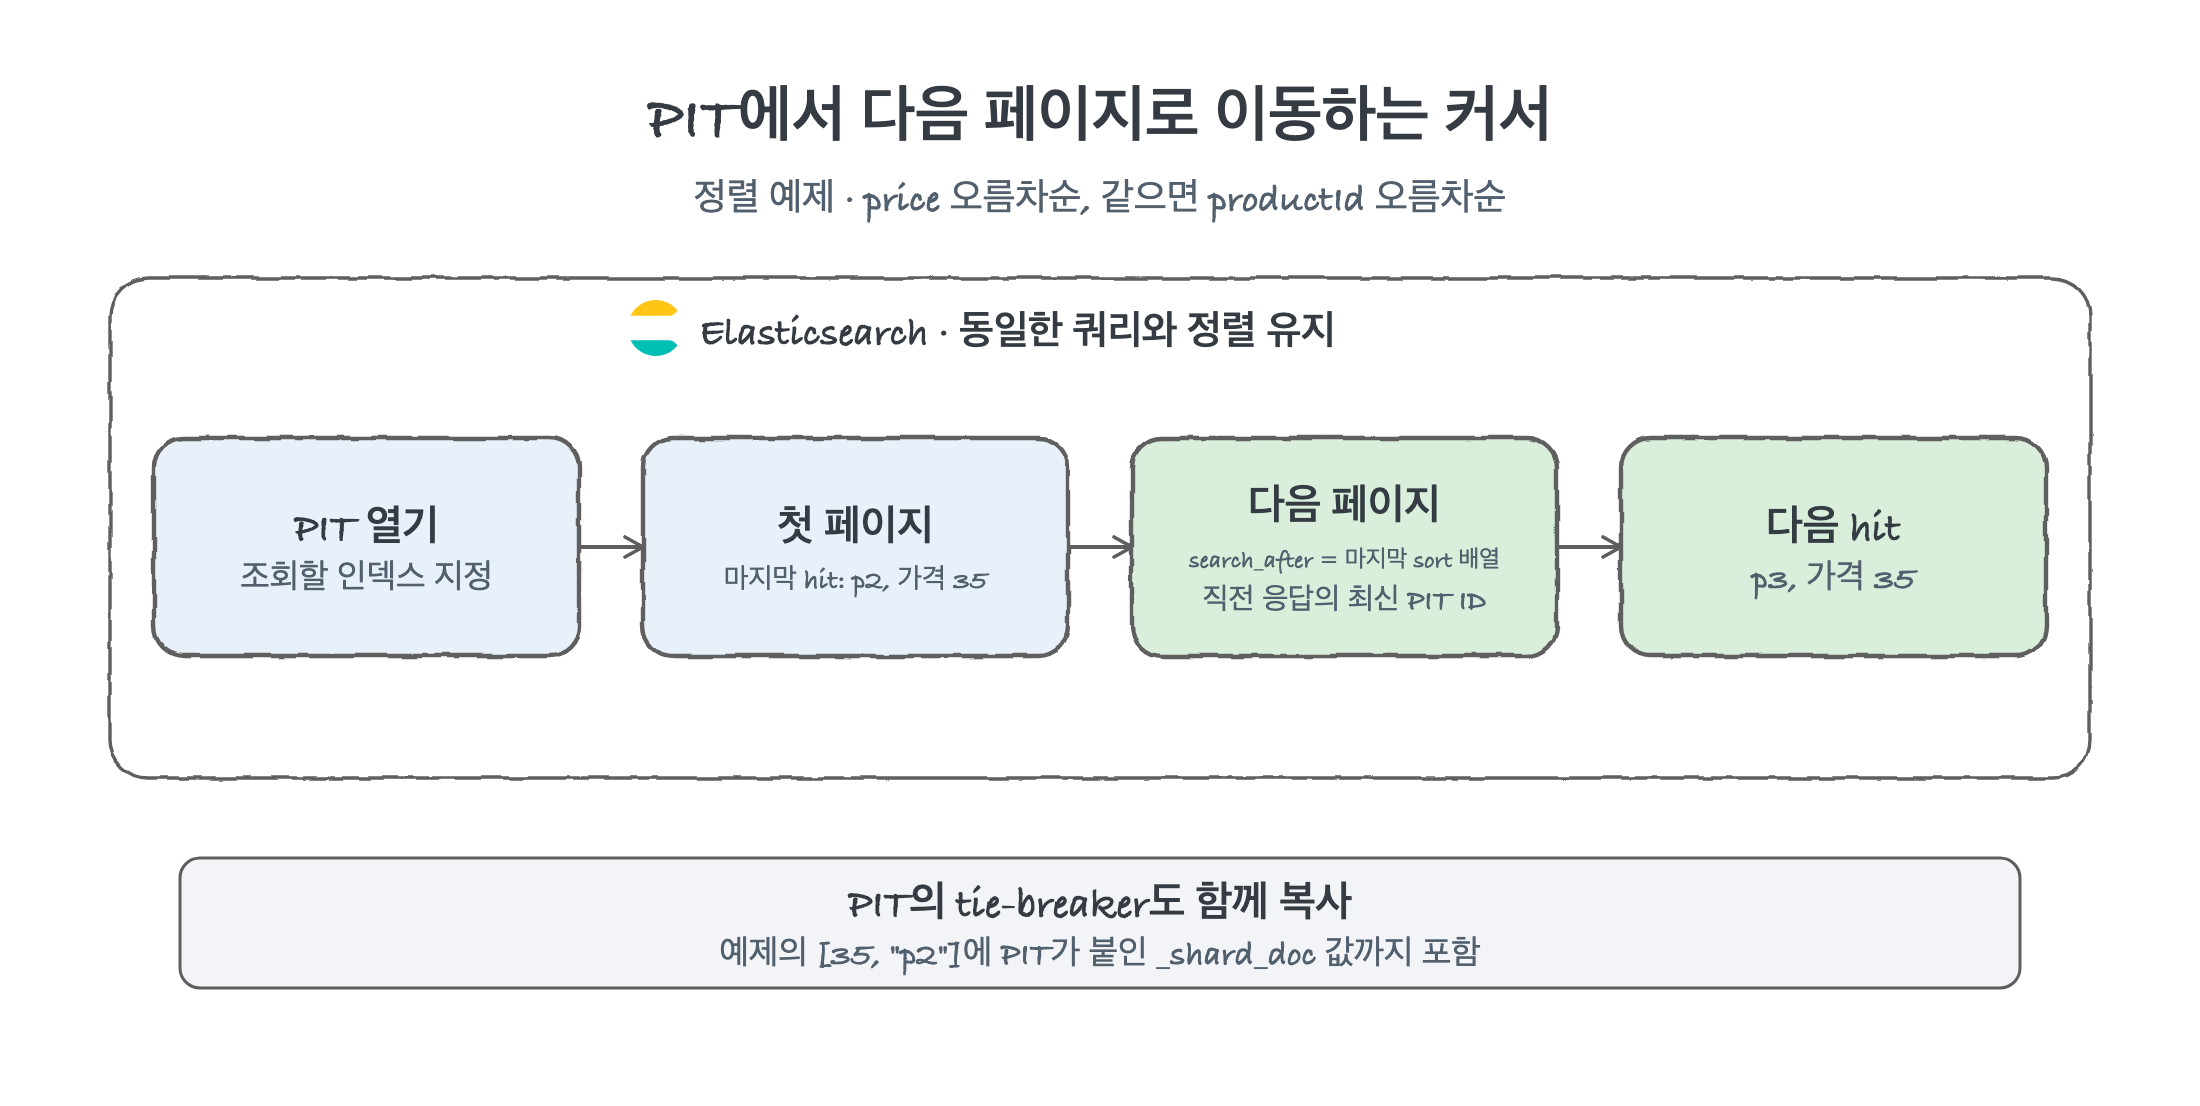 PIT에서 다음 페이지로 이동하는 커서
정렬 예제 · price 오름차순, 같으면 productId 오름차순
Elasticsearch · 동일한 쿼리와 정렬 유지
PIT 열기
조회할 인덱스 지정
첫 페이지
마지막 hit: p2, 가격 35
다음 페이지
search_after = 마지막 sort 배열
직전 응답의 최신 PIT ID
다음 hit
p3, 가격 35
PIT의 tie-breaker도 함께 복사
예제의 [35, "p2"]에 PIT가 붙인 _shard_doc 값까지 포함